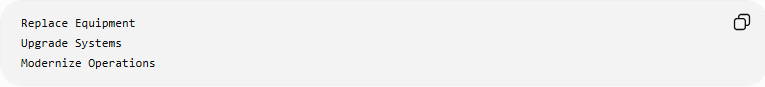 Replace Equipment
Upgrade Systems
Modernize Operations